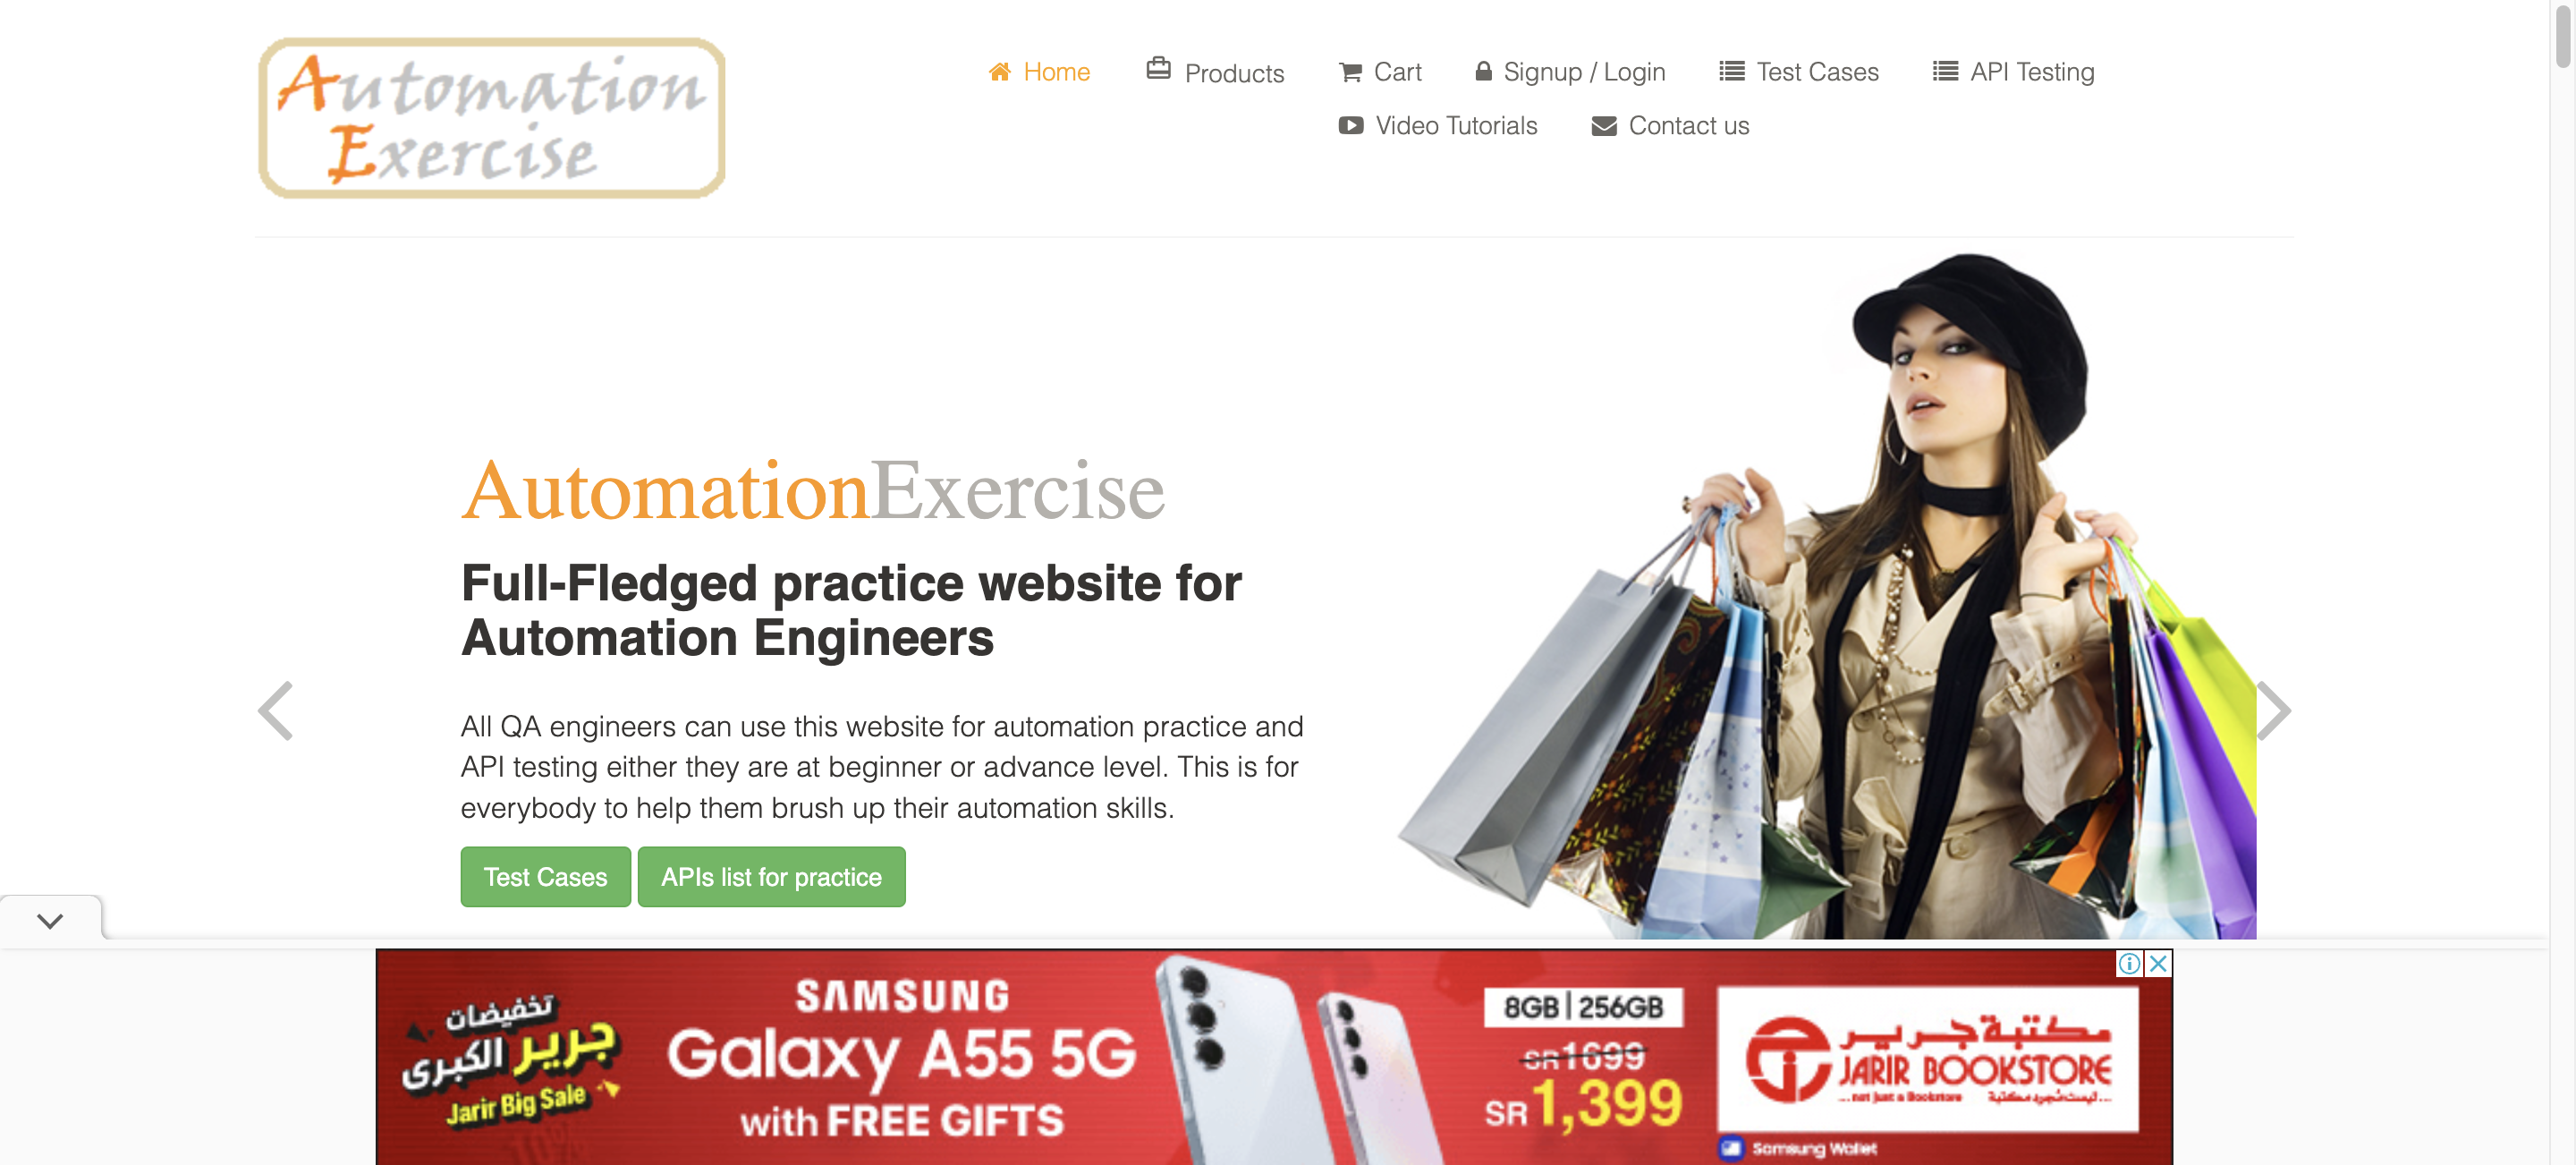 Automation
Exercise
Home
Products
Cart
Signup / Login
Test Cases
API Testing
Video Tutorials
Contact us
AutomationExercise
Full-Fledged practice website for
Automation Engineers
All QA engineers can use this website for automation practice and
API testing either they are at beginner or advance level. This is for
everybody to help them brush up their automation skills.
Test Cases
APIs list for practice
تخفيضات
جرير الكبرى
Jarir Big Sale
SAMSUNG
Galaxy A55 5G
with FREE GIFTS
8GB | 256GB
SR1699
SR 1,399
مكتبة جرير
JARIR BOOKSTORE
...not just a Bookstore
ليست مجرد مكتبة...
Samsung Wallet